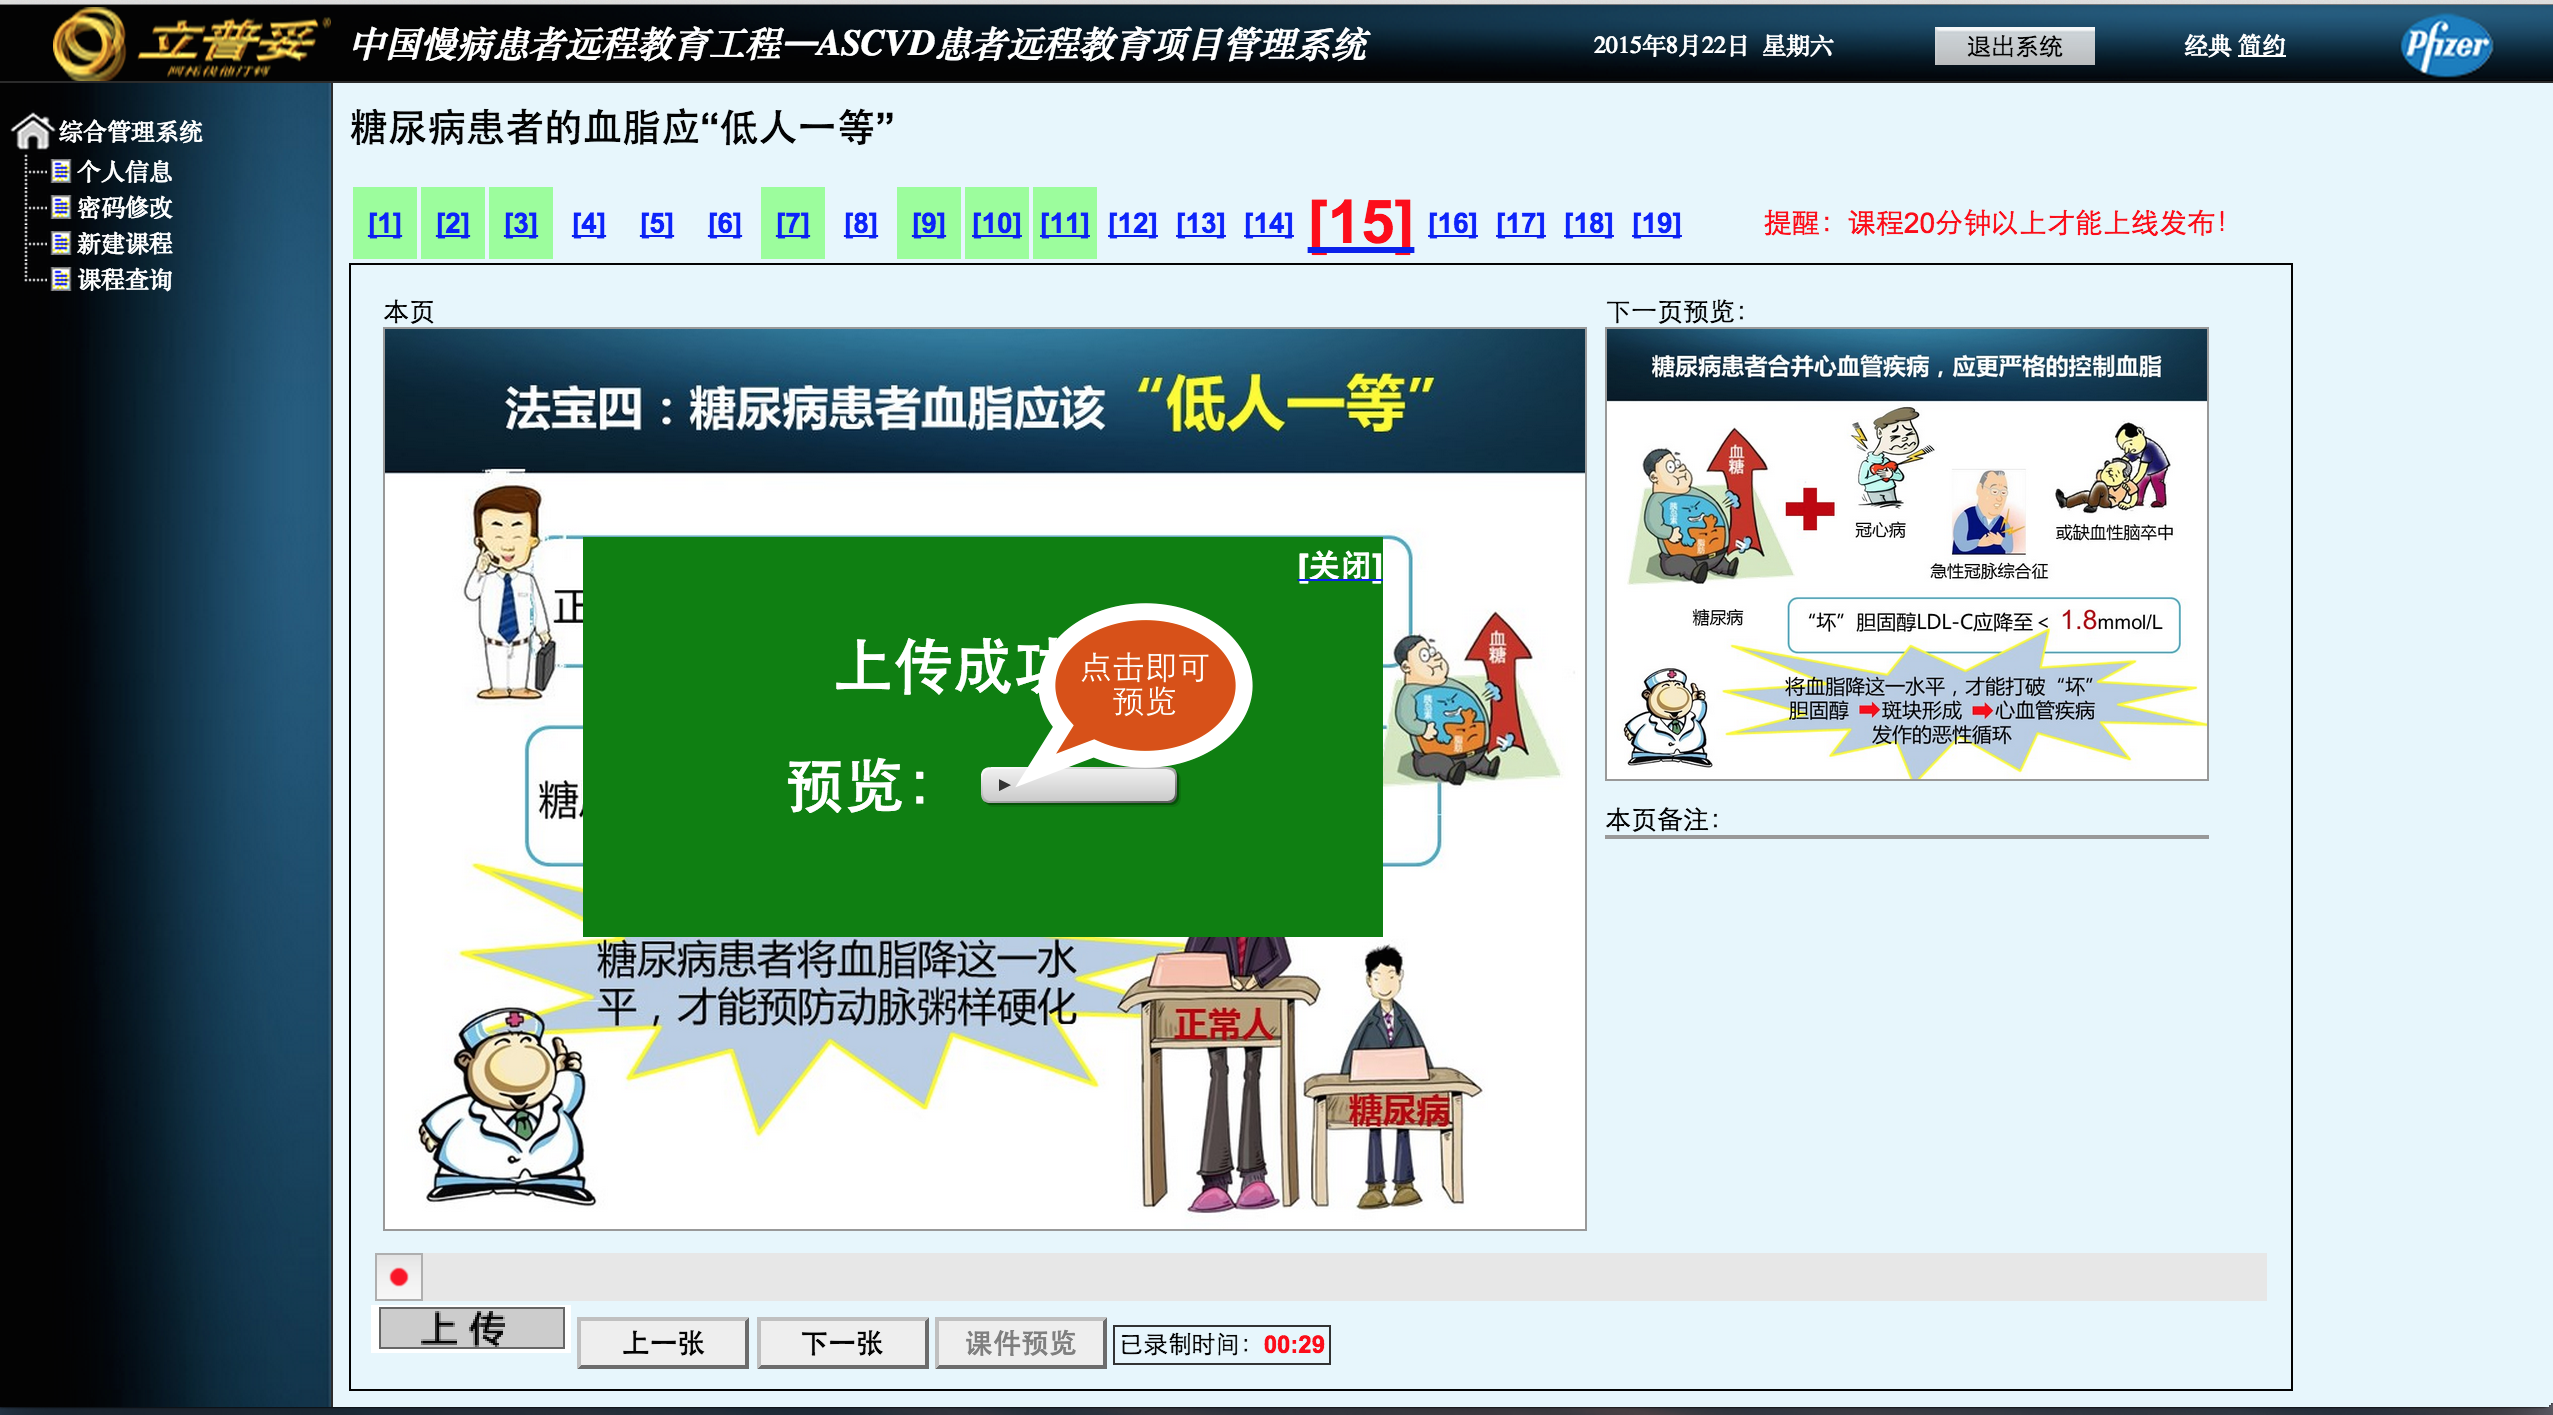 立普妥®
中国慢病患者远程教育工程—ASCVD患者远程教育项目管理系统
2015年8月22日 星期六
退出系统
经典 简约
Pfizer
综合管理系统
个人信息
密码修改
新建课程
课程查询
糖尿病患者的血脂应“低人一等”
[1] [2] [3] [4] [5] [6] [7] [8] [9] [10] [11] [12] [13] [14] [15] [16] [17] [18] [19]
提醒：课程20分钟以上才能上线发布！
本页
法宝四：糖尿病患者血脂应该“低人一等”
正
糖
[关闭]
上传成功
点击即可
预览
预览：
血糖
糖尿病患者将血脂降这一水
平，才能预防动脉粥样硬化
正常人
糖尿病
下一页预览：
糖尿病患者合并心血管疾病，应更严格的控制血脂
血糖
冠心病
急性冠脉综合征
或缺血性脑卒中
糖尿病
“坏”胆固醇LDL-C应降至＜1.8mmol/L
将血脂降这一水平，才能打破“坏”
胆固醇➡斑块形成➡心血管疾病
发作的恶性循环
本页备注：
上传
上一张
下一张
课件预览
已录制时间：00:29